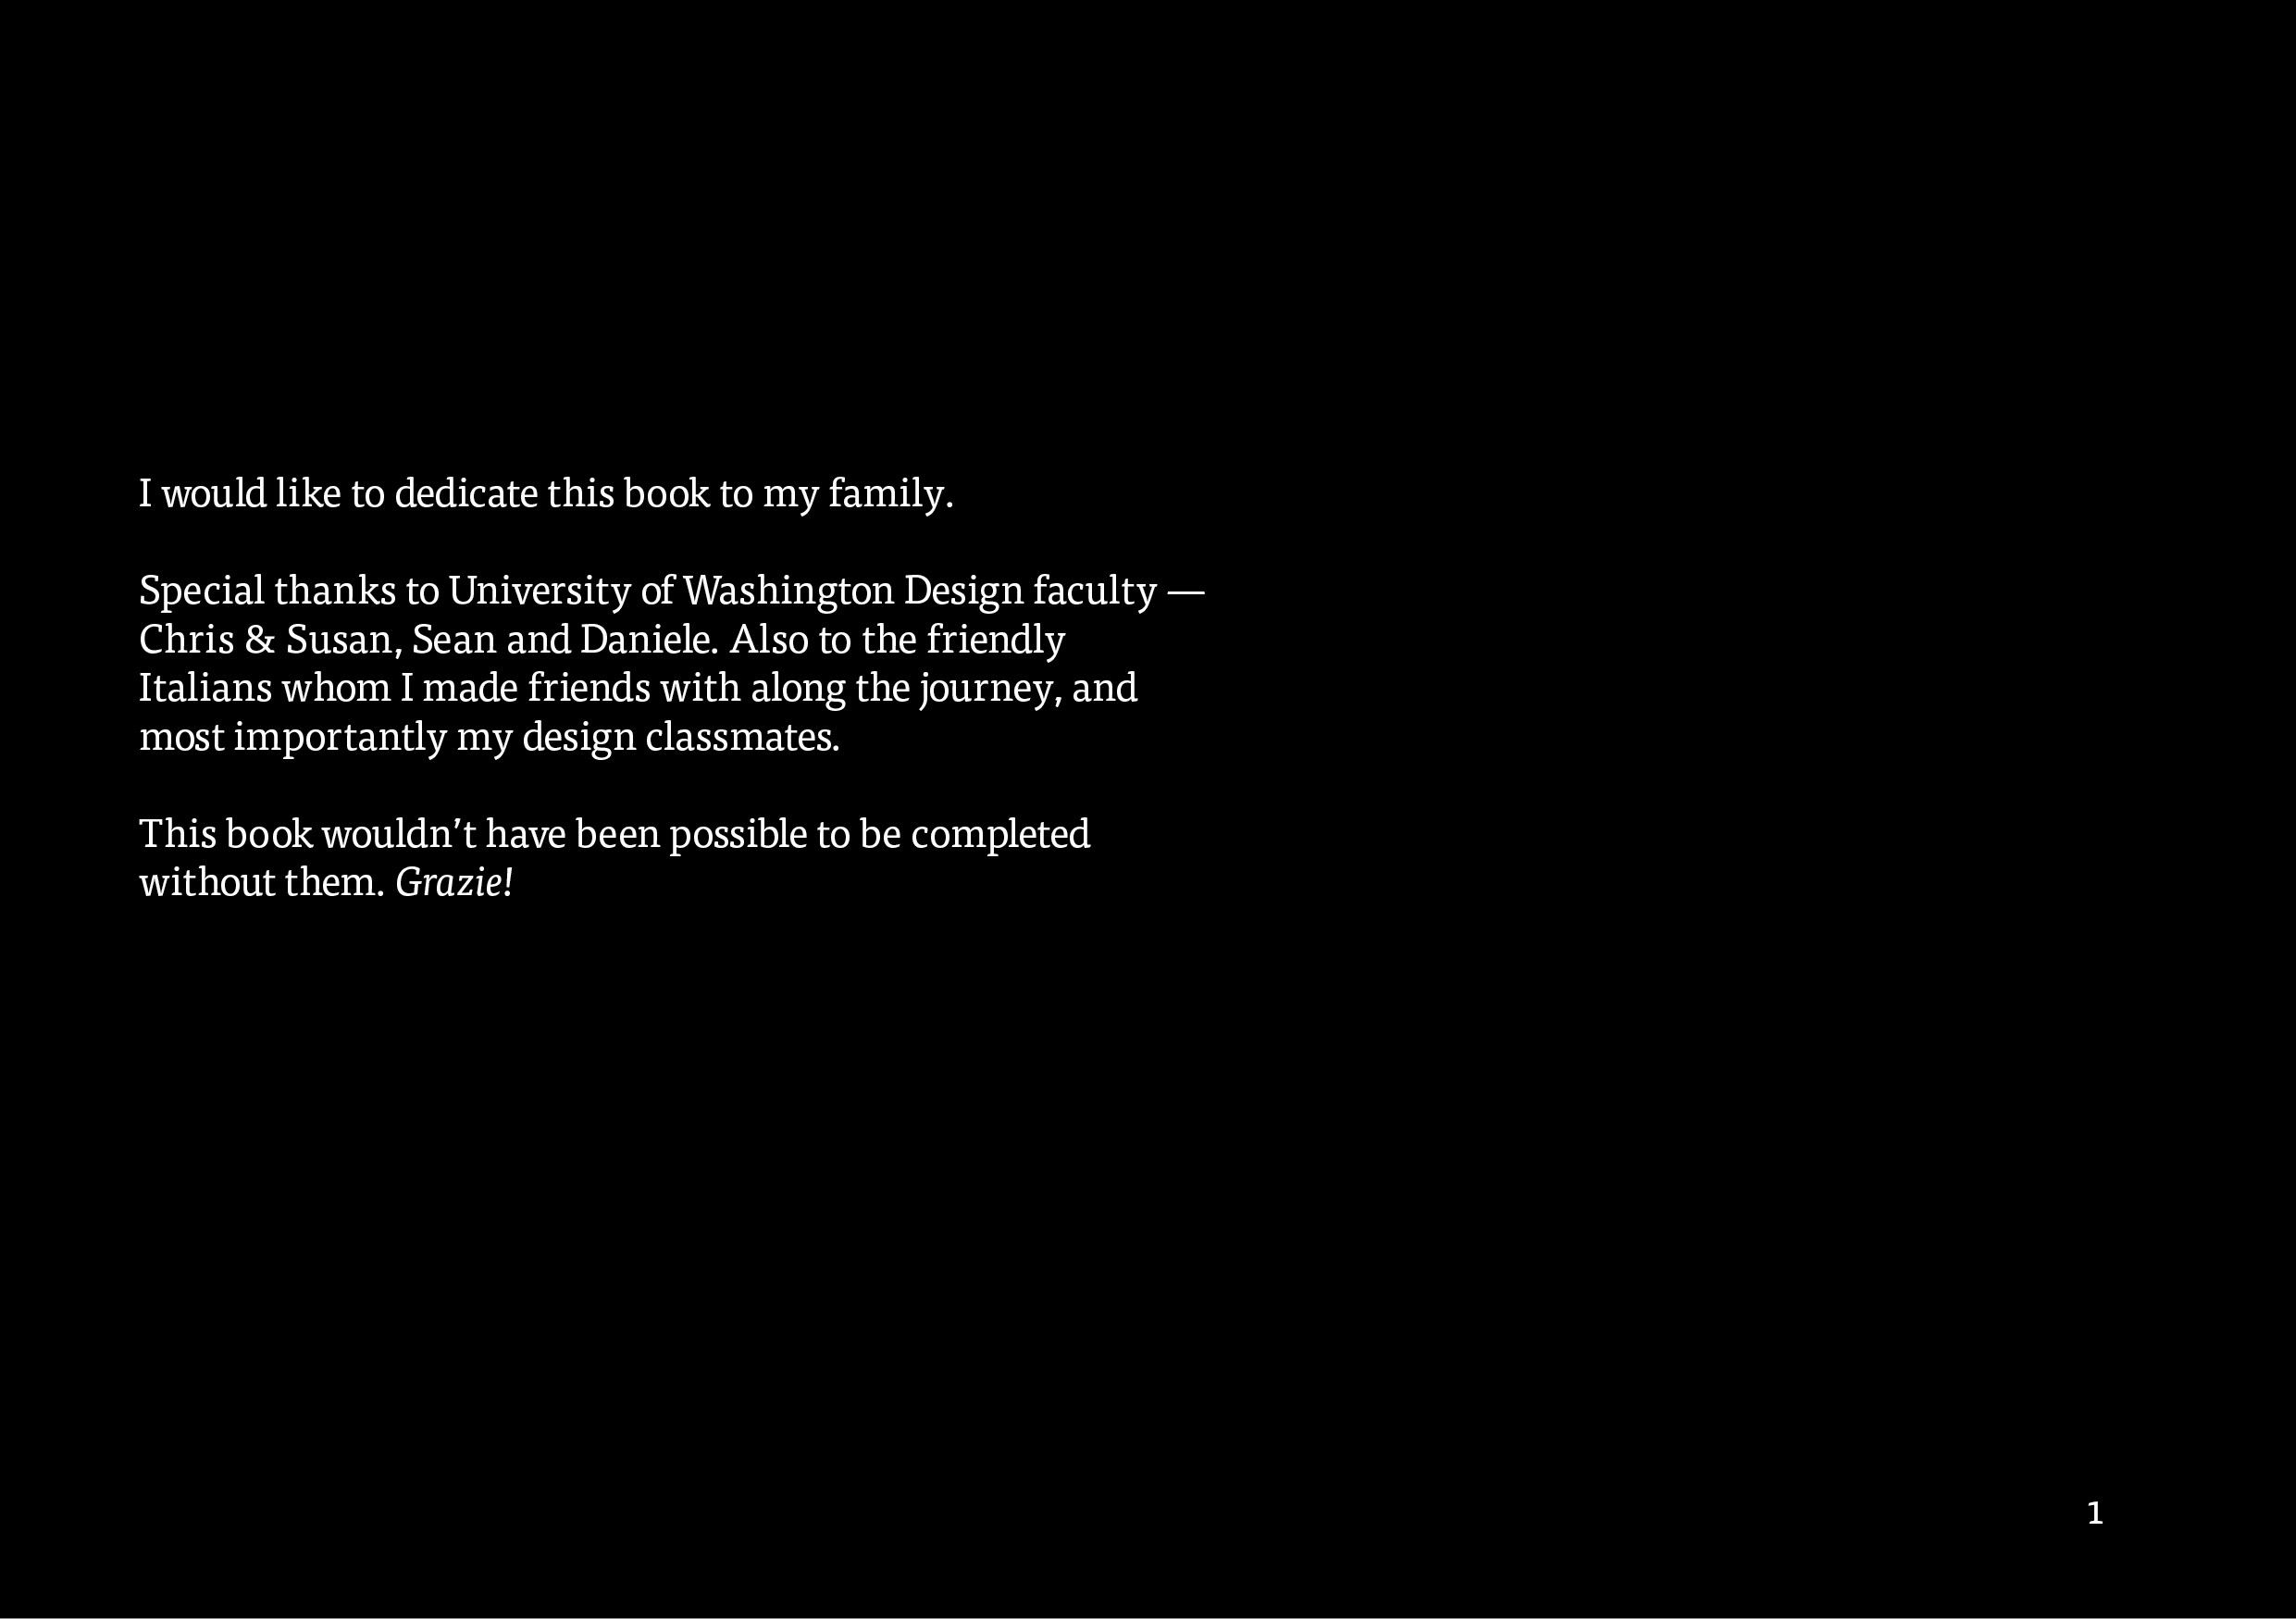 I would like to dedicate this book to my family.
Special thanks to University of Washington Design faculty —
Chris & Susan, Sean and Daniele. Also to the friendly
Italians whom I made friends with along the journey, and
most importantly my design classmates.
This book wouldn’t have been possible to be completed
without them. Grazie!
1